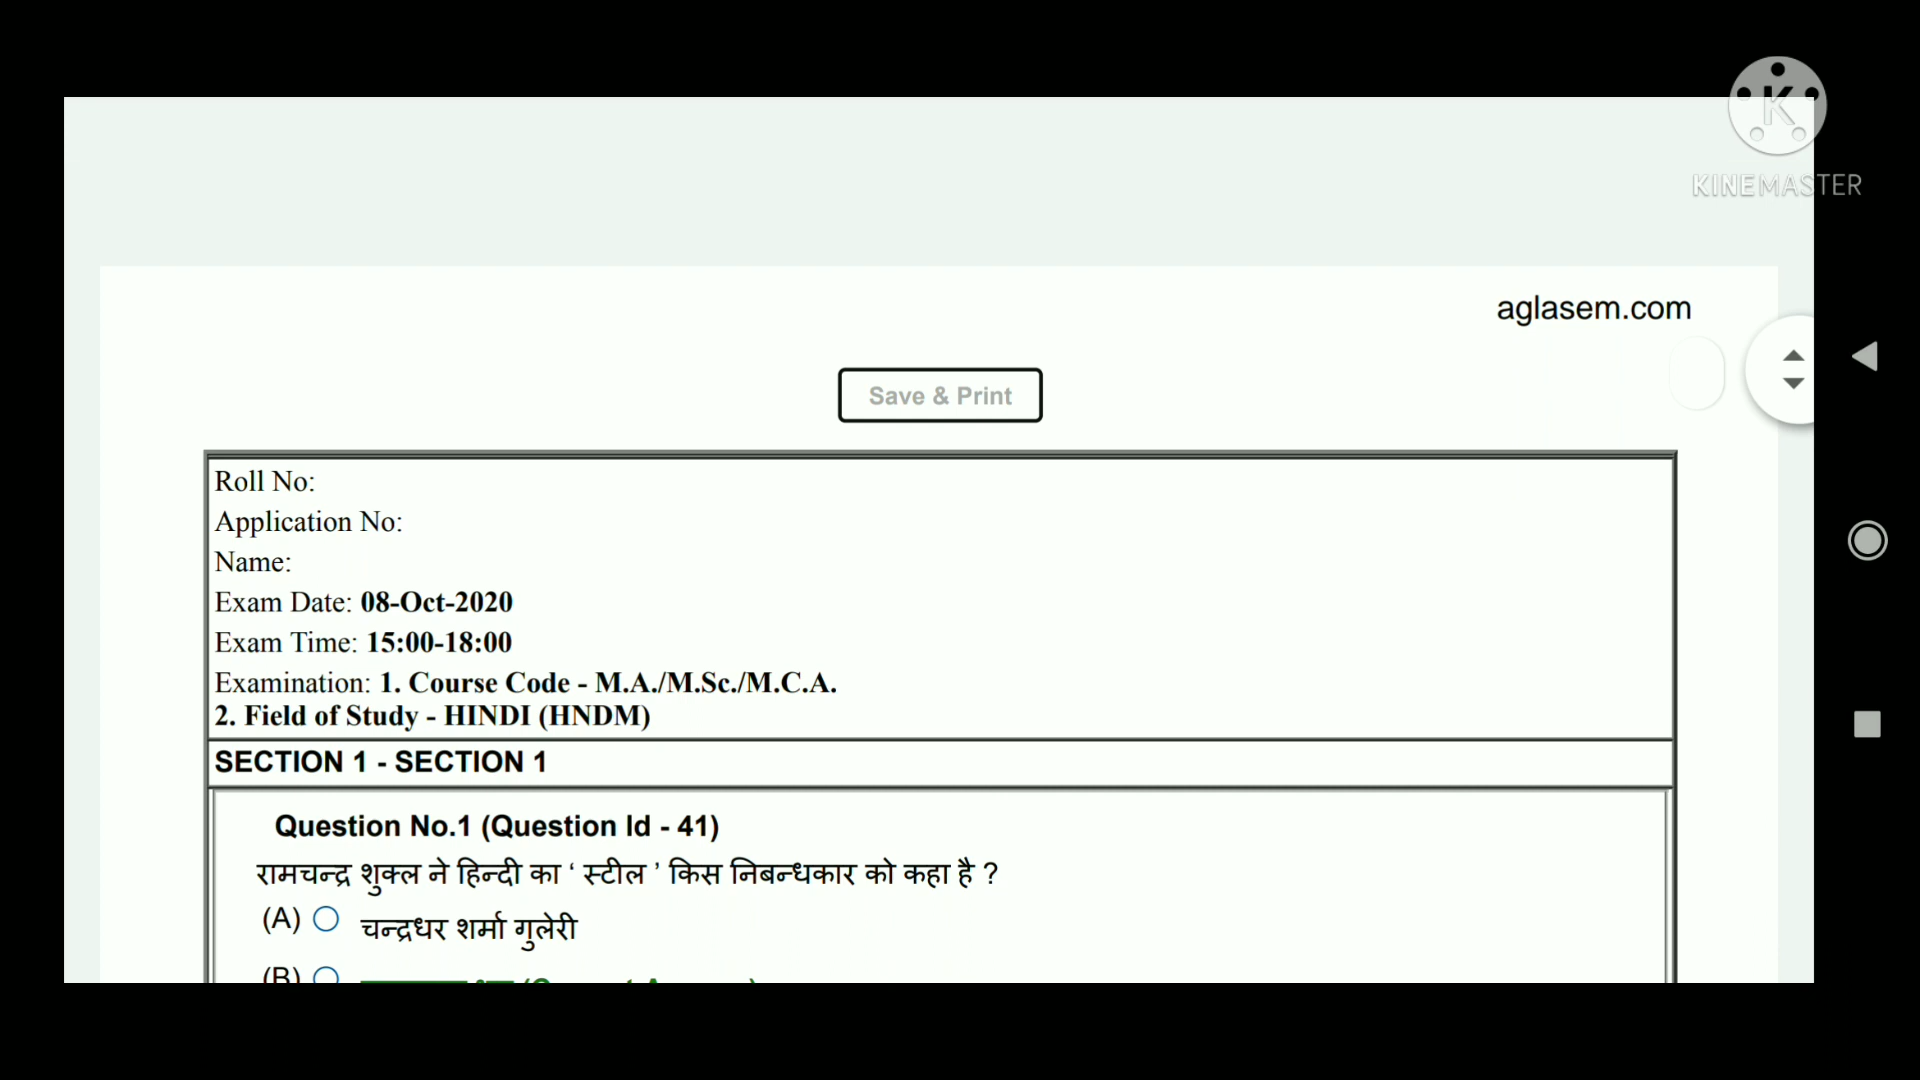 K
KINEMASTER
aglasem.com
Save & Print
Roll No:
Application No:
Name:
Exam Date: 08-Oct-2020
Exam Time: 15:00-18:00
Examination: 1. Course Code - M.A./M.Sc./M.C.A.
2. Field of Study - HINDI (HNDM)
SECTION 1 - SECTION 1
Question No.1 (Question Id - 41)
रामचन्द्र शुक्ल ने हिन्दी का ‘ स्टील ’ किस निबन्धकार को कहा है ?
(A) चन्द्रधर शर्मा गुलेरी
(B)